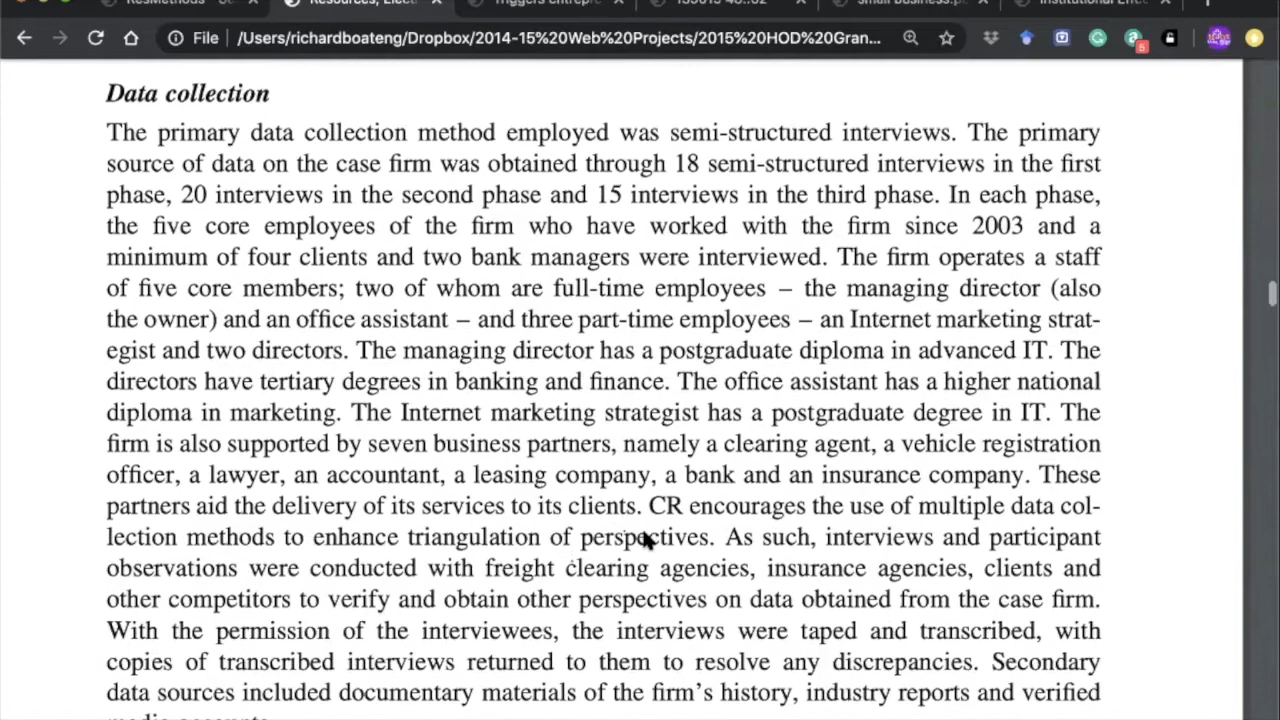 ResMethods
Resources, Elect
Triggers entrepre
small business.p
Institutional Effec
File /Users/richardboateng/Dropbox/2014-15%20Web%20Projects/2015%20HOD%20Gran...
5
Data collection
The primary data collection method employed was semi-structured interviews. The primary
source of data on the case firm was obtained through 18 semi-structured interviews in the first
phase, 20 interviews in the second phase and 15 interviews in the third phase. In each phase,
the five core employees of the firm who have worked with the firm since 2003 and a
minimum of four clients and two bank managers were interviewed. The firm operates a staff
of five core members; two of whom are full-time employees – the managing director (also
the owner) and an office assistant – and three part-time employees – an Internet marketing strat-
egist and two directors. The managing director has a postgraduate diploma in advanced IT. The
directors have tertiary degrees in banking and finance. The office assistant has a higher national
diploma in marketing. The Internet marketing strategist has a postgraduate degree in IT. The
firm is also supported by seven business partners, namely a clearing agent, a vehicle registration
officer, a lawyer, an accountant, a leasing company, a bank and an insurance company. These
partners aid the delivery of its services to its clients. CR encourages the use of multiple data col-
lection methods to enhance triangulation of perspectives. As such, interviews and participant
observations were conducted with freight clearing agencies, insurance agencies, clients and
other competitors to verify and obtain other perspectives on data obtained from the case firm.
With the permission of the interviewees, the interviews were taped and transcribed, with
copies of transcribed interviews returned to them to resolve any discrepancies. Secondary
data sources included documentary materials of the firm's history, industry reports and verified